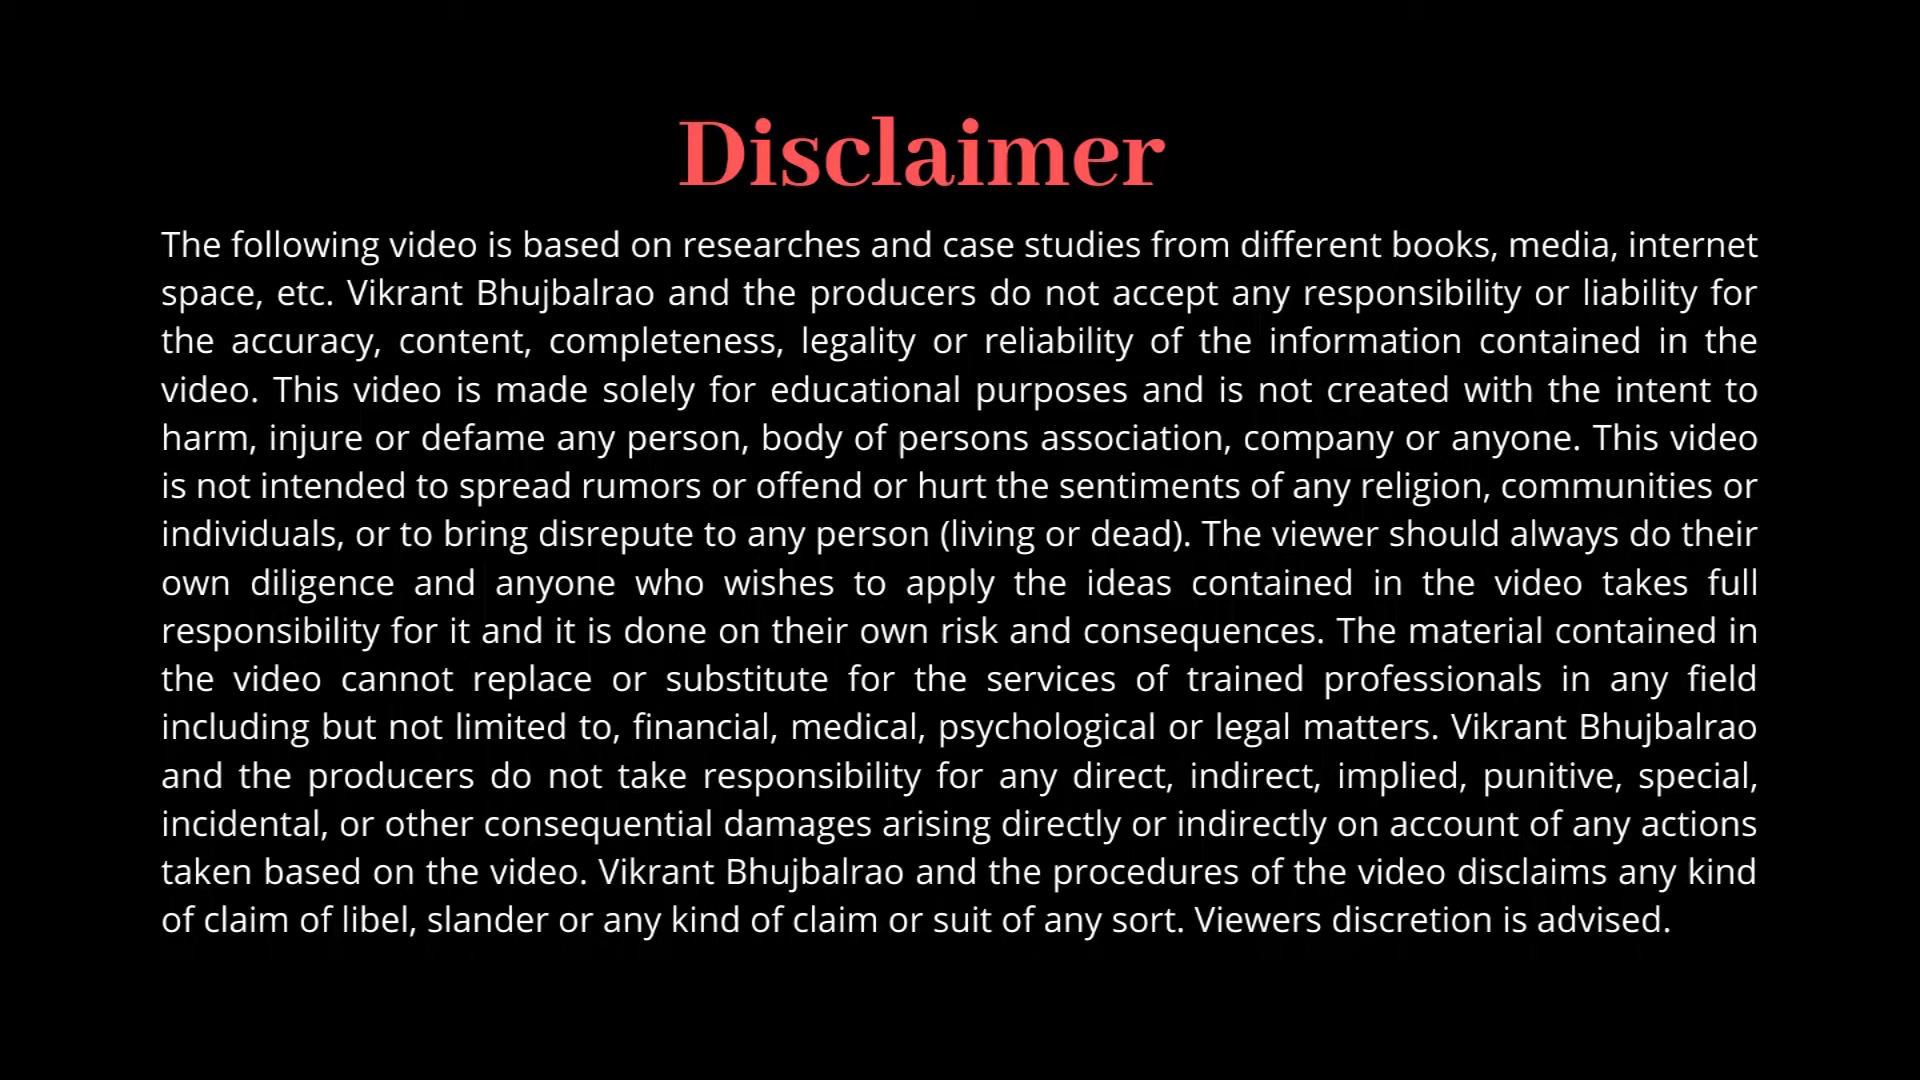 Disclaimer
The following video is based on researches and case studies from different books, media, internet
space, etc. Vikrant Bhujbalrao and the producers do not accept any responsibility or liability for
the accuracy, content, completeness, legality or reliability of the information contained in the
video. This video is made solely for educational purposes and is not created with the intent to
harm, injure or defame any person, body of persons association, company or anyone. This video
is not intended to spread rumors or offend or hurt the sentiments of any religion, communities or
individuals, or to bring disrepute to any person (living or dead). The viewer should always do their
own diligence and anyone who wishes to apply the ideas contained in the video takes full
responsibility for it and it is done on their own risk and consequences. The material contained in
the video cannot replace or substitute for the services of trained professionals in any field
including but not limited to, financial, medical, psychological or legal matters. Vikrant Bhujbalrao
and the producers do not take responsibility for any direct, indirect, implied, punitive, special,
incidental, or other consequential damages arising directly or indirectly on account of any actions
taken based on the video. Vikrant Bhujbalrao and the procedures of the video disclaims any kind
of claim of libel, slander or any kind of claim or suit of any sort. Viewers discretion is advised.